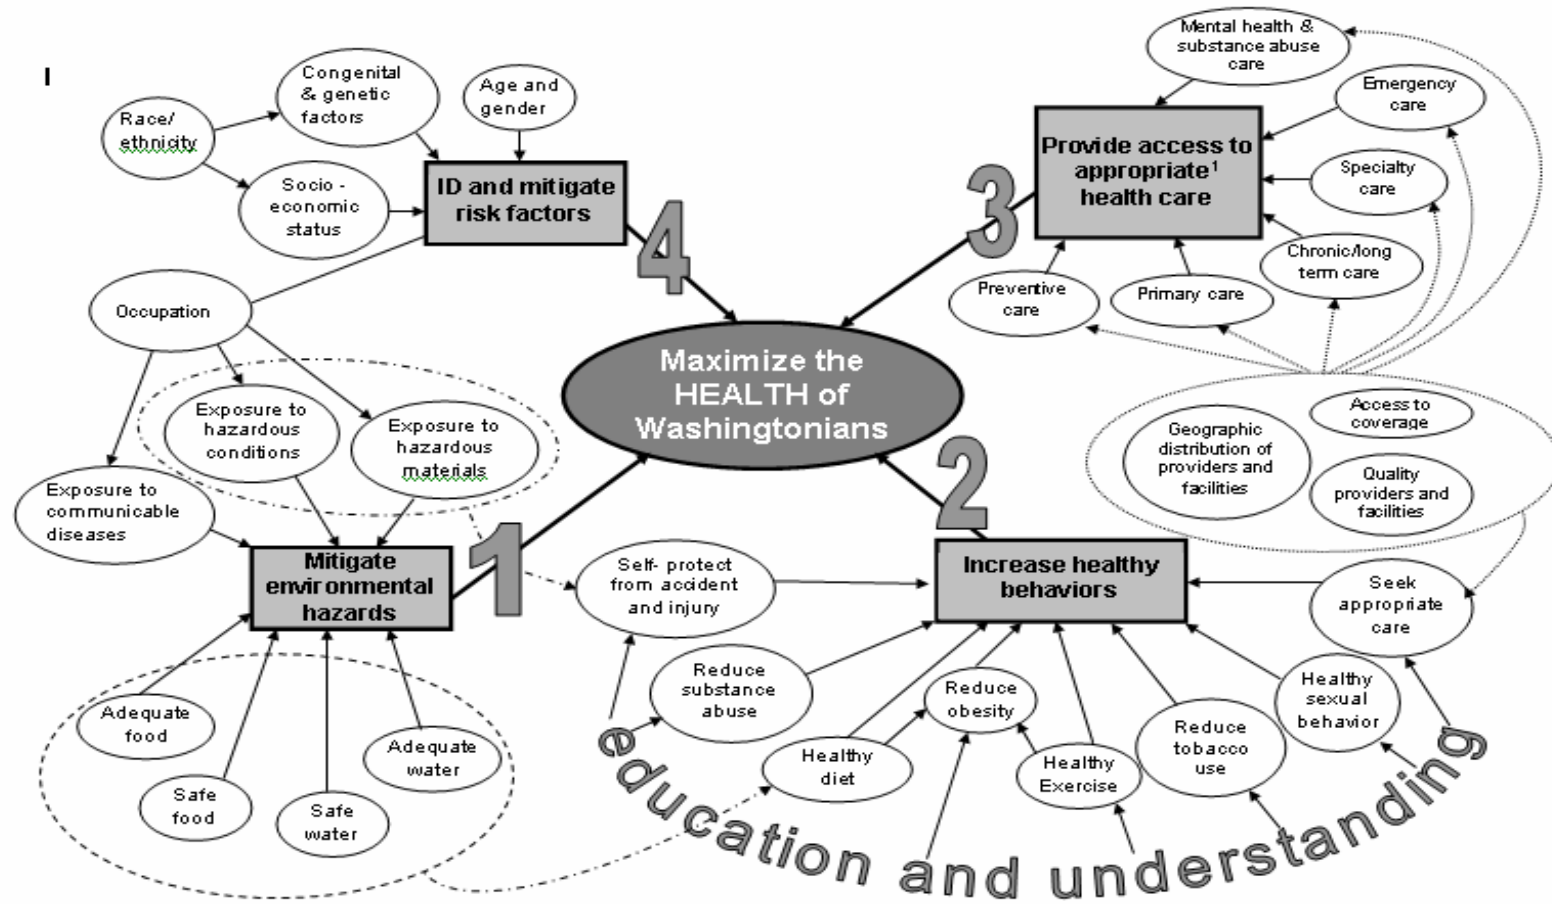 I
Race/
ethnicity
Congenital
& genetic
factors
Age and
gender
Socio -
economic
status
ID and mitigate
risk factors
4
Mental health &
substance abuse
care
Emergency
care
Provide access to
appropriate¹
health care
3
Specialty
care
Chronic/long
term care
Preventive
care
Primary care
Occupation
Maximize the
HEALTH of
Washingtonians
Exposure to
hazardous
conditions
Exposure to
hazardous
materials
Exposure to
communicable
diseases
Access to
coverage
Geographic
distribution of
providers and
facilities
Quality
providers and
facilities
Mitigate
environmental
hazards
1
2
Self- protect
from accident
and injury
Increase healthy
behaviors
Seek
appropriate
care
Reduce
substance
abuse
Reduce
obesity
Healthy
sexual
behavior
Reduce
tobacco
use
Healthy
diet
Healthy
Exercise
Adequate
food
Safe
food
Safe
water
Adequate
water
education and understanding